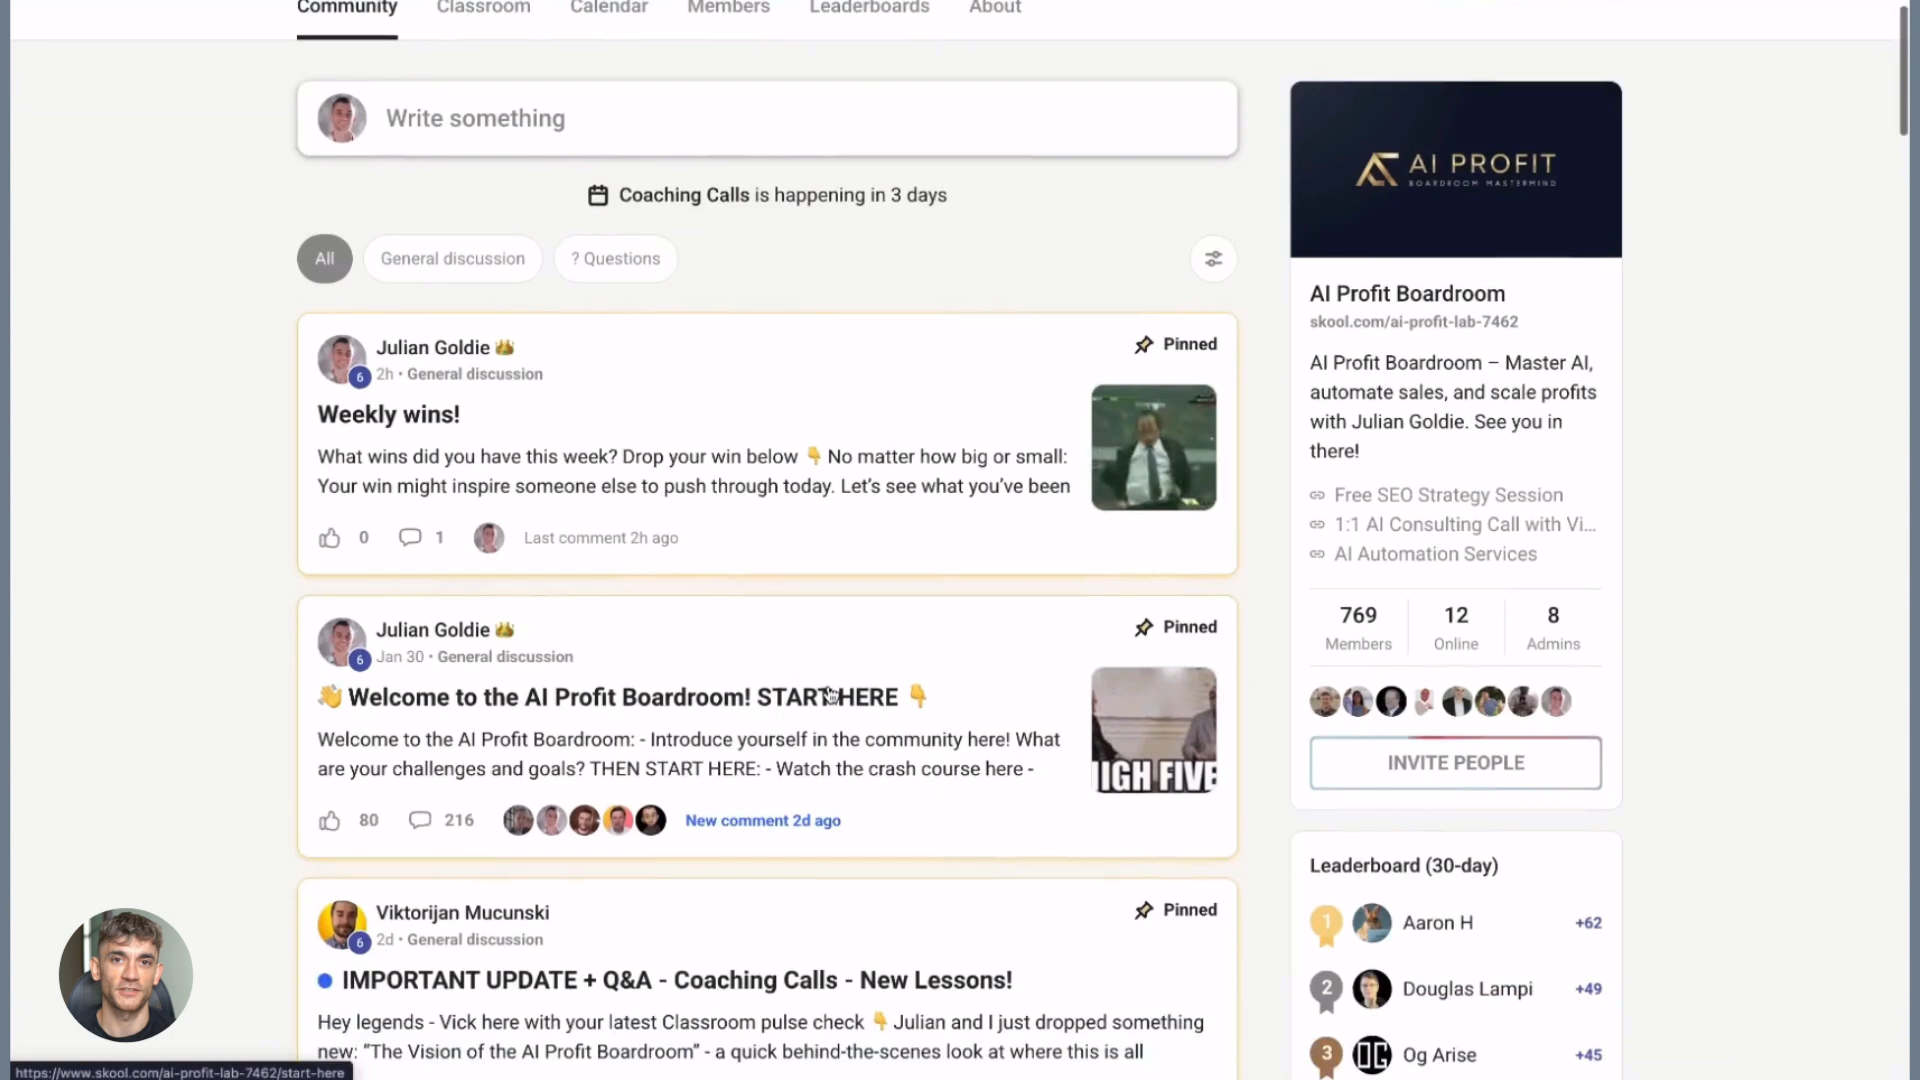 Community
Classroom
Calendar
Members
Leaderboards
About
Write something
Coaching Calls is happening in 3 days
All
General discussion
? Questions
Julian Goldie
6
2h • General discussion
Pinned
Weekly wins!
What wins did you have this week? Drop your win below 👇 No matter how big or small:
Your win might inspire someone else to push through today. Let's see what you've been
0
1
Last comment 2h ago
Julian Goldie
6
Jan 30 • General discussion
Pinned
👋 Welcome to the AI Profit Boardroom! START HERE 👇
Welcome to the AI Profit Boardroom: - Introduce yourself in the community here! What
are your challenges and goals? THEN START HERE: - Watch the crash course here -
HIGH FIVE
80
216
New comment 2d ago
Viktorijan Mucunski
6
2d • General discussion
Pinned
IMPORTANT UPDATE + Q&A - Coaching Calls - New Lessons!
Hey legends - Vick here with your latest Classroom pulse check 👇 Julian and I just dropped something
new: “The Vision of the AI Profit Boardroom” - a quick behind-the-scenes look at where this is all
AI PROFIT
BOARDROOM MASTERMIND
AI Profit Boardroom
skool.com/ai-profit-lab-7462
AI Profit Boardroom – Master AI,
automate sales, and scale profits
with Julian Goldie. See you in
there!
Free SEO Strategy Session
1:1 AI Consulting Call with Vi...
AI Automation Services
769
Members
12
Online
8
Admins
INVITE PEOPLE
Leaderboard (30-day)
1
Aaron H
+62
2
Douglas Lampi
+49
3
OG
Og Arise
+45
https://www.skool.com/ai-profit-lab-7462/start-here